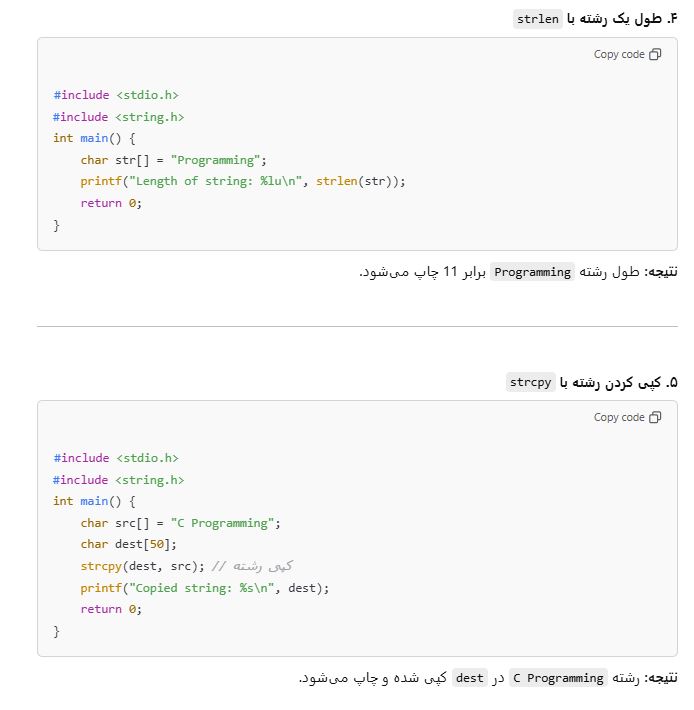 ۴. طول یک رشته با strlen
Copy code
#include <stdio.h>
#include <string.h>
int main() {
    char str[] = "Programming";
    printf("Length of string: %lu\n", strlen(str));
    return 0;
}
نتیجه: طول رشته Programming برابر 11 چاپ می‌شود.
۵. کپی کردن رشته با strcpy
Copy code
#include <stdio.h>
#include <string.h>
int main() {
    char src[] = "C Programming";
    char dest[50];
    strcpy(dest, src); // کپی رشته
    printf("Copied string: %s\n", dest);
    return 0;
}
نتیجه: رشته C Programming در dest کپی شده و چاپ می‌شود.